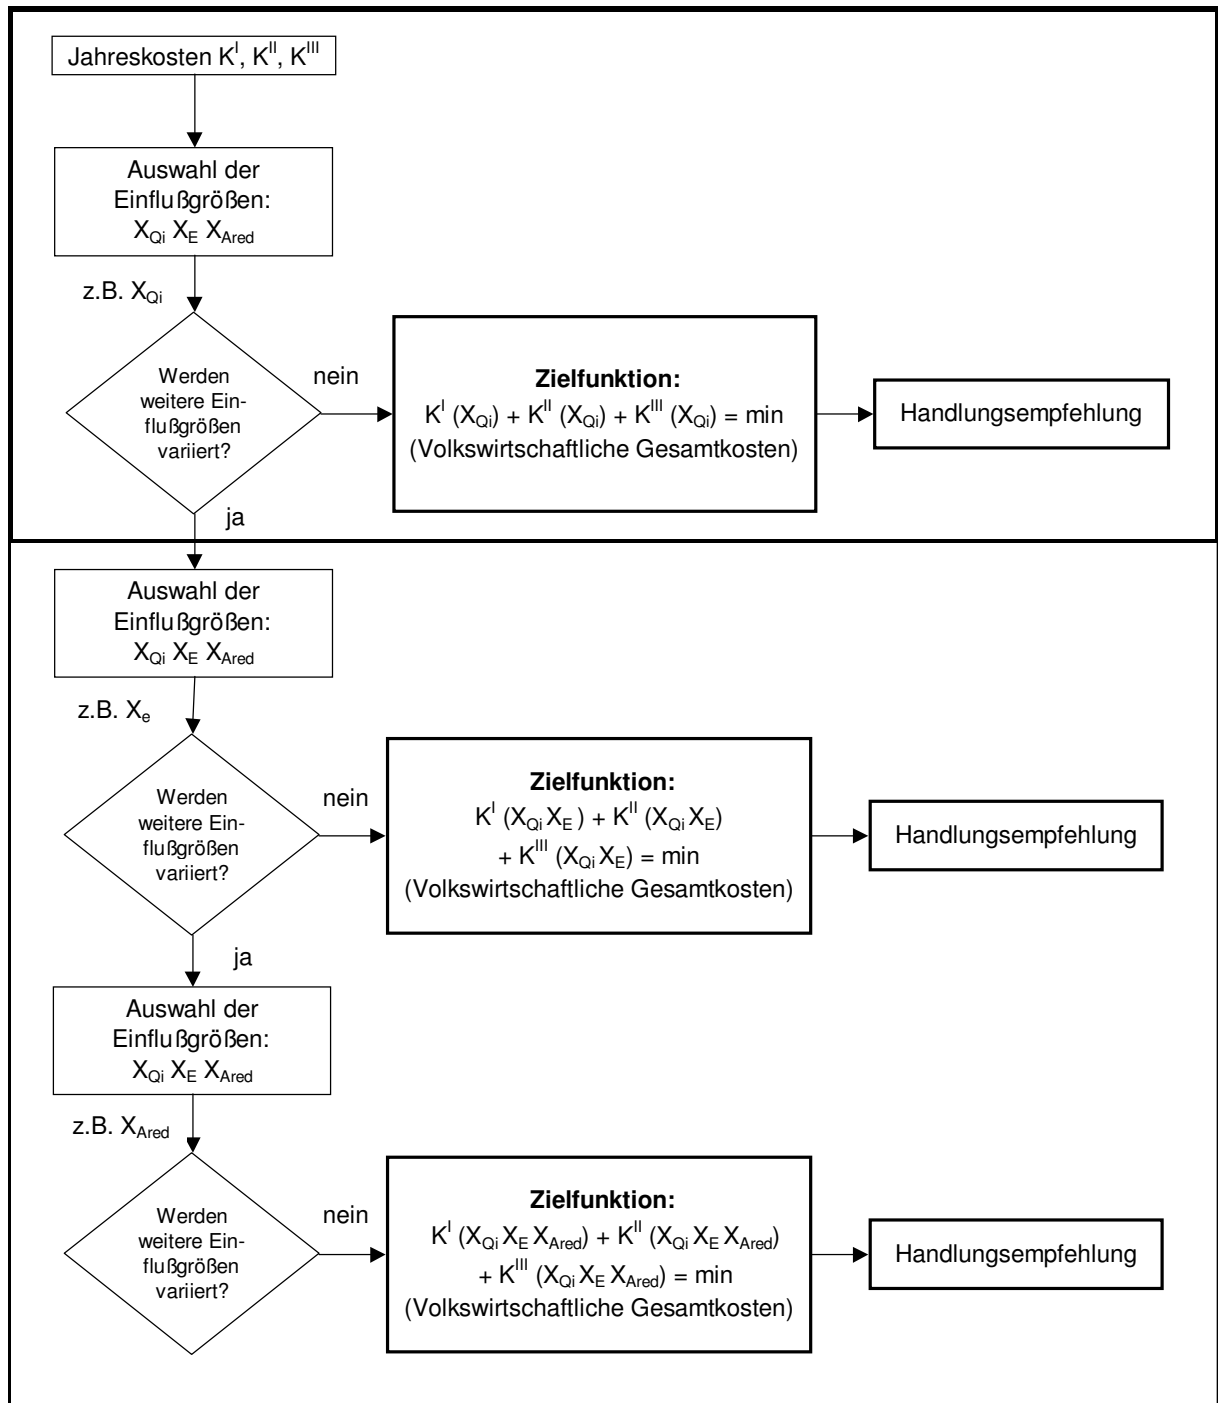 Jahreskosten K^I, K^II, K^III
Auswahl der
Einflußgrößen:
X_Qi X_E X_Ared
z.B. X_Qi
Werden
weitere Ein-
flußgrößen
variiert?
nein
Zielfunktion:
K^I (X_Qi) + K^II (X_Qi) + K^III (X_Qi) = min
(Volkswirtschaftliche Gesamtkosten)
Handlungsempfehlung
ja
Auswahl der
Einflußgrößen:
X_Qi X_E X_Ared
z.B. X_e
Werden
weitere Ein-
flußgrößen
variiert?
nein
Zielfunktion:
K^I (X_Qi X_E) + K^II (X_Qi X_E)
+ K^III (X_Qi X_E) = min
(Volkswirtschaftliche Gesamtkosten)
Handlungsempfehlung
ja
Auswahl der
Einflußgrößen:
X_Qi X_E X_Ared
z.B. X_Ared
Werden
weitere Ein-
flußgrößen
variiert?
nein
Zielfunktion:
K^I (X_Qi X_E X_Ared) + K^II (X_Qi X_E X_Ared)
+ K^III (X_Qi X_E X_Ared) = min
(Volkswirtschaftliche Gesamtkosten)
Handlungsempfehlung